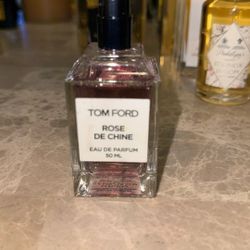 TOM FORD
ROSE
DE CHINE
EAU DE PARFUM
50 ML